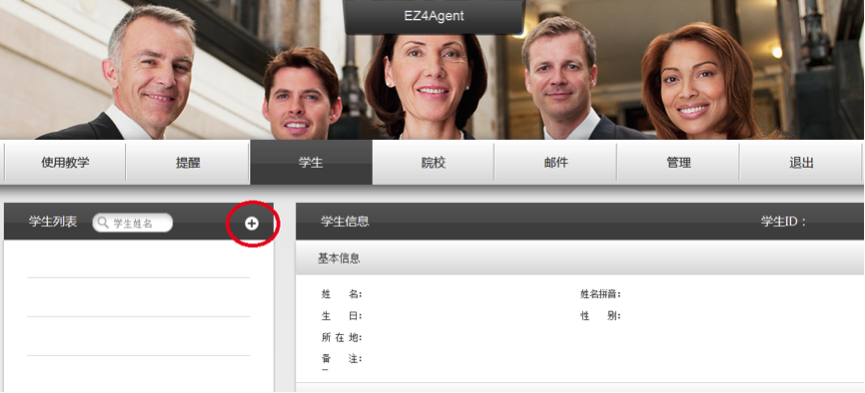 EZ4Agent
使用教学 提醒 学生 院校 邮件 管理 退出
学生列表 学生姓名
学生信息 学生ID：
基本信息
姓 名： 姓名拼音：
生 日： 性 别：
所 在 地：
备 注：